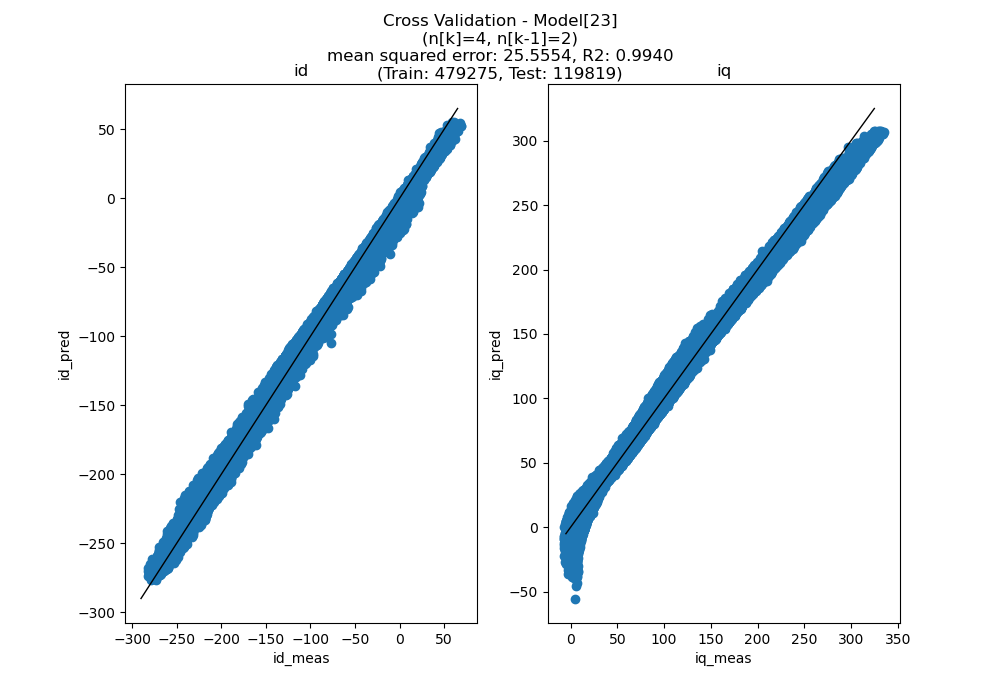 Cross Validation - Model[23]
(n[k]=4, n[k-1]=2)
mean squared error: 25.5554, R2: 0.9940
(Train: 479275, Test: 119819)
id
iq
50
0
−50
−100
−150
−200
−250
−300
id_pred
−300 −250 −200 −150 −100 −50 0 50
id_meas
300
250
200
150
100
50
0
−50
iq_pred
0 50 100 150 200 250 300 350
iq_meas